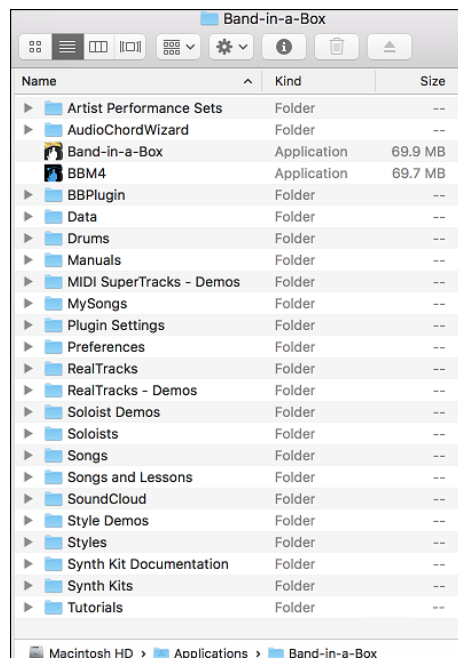 Band-in-a-Box
Name Kind Size
Artist Performance Sets Folder --
AudioChordWizard Folder --
Band-in-a-Box Application 69.9 MB
BBM4 Application 69.7 MB
BBPlugin Folder --
Data Folder --
Drums Folder --
Manuals Folder --
MIDI SuperTracks - Demos Folder --
MySongs Folder --
Plugin Settings Folder --
Preferences Folder --
RealTracks Folder --
RealTracks - Demos Folder --
Soloist Demos Folder --
Soloists Folder --
Songs Folder --
Songs and Lessons Folder --
SoundCloud Folder --
Style Demos Folder --
Styles Folder --
Synth Kit Documentation Folder --
Synth Kits Folder --
Tutorials Folder --
Macintosh HD › Applications › Band-in-a-Box